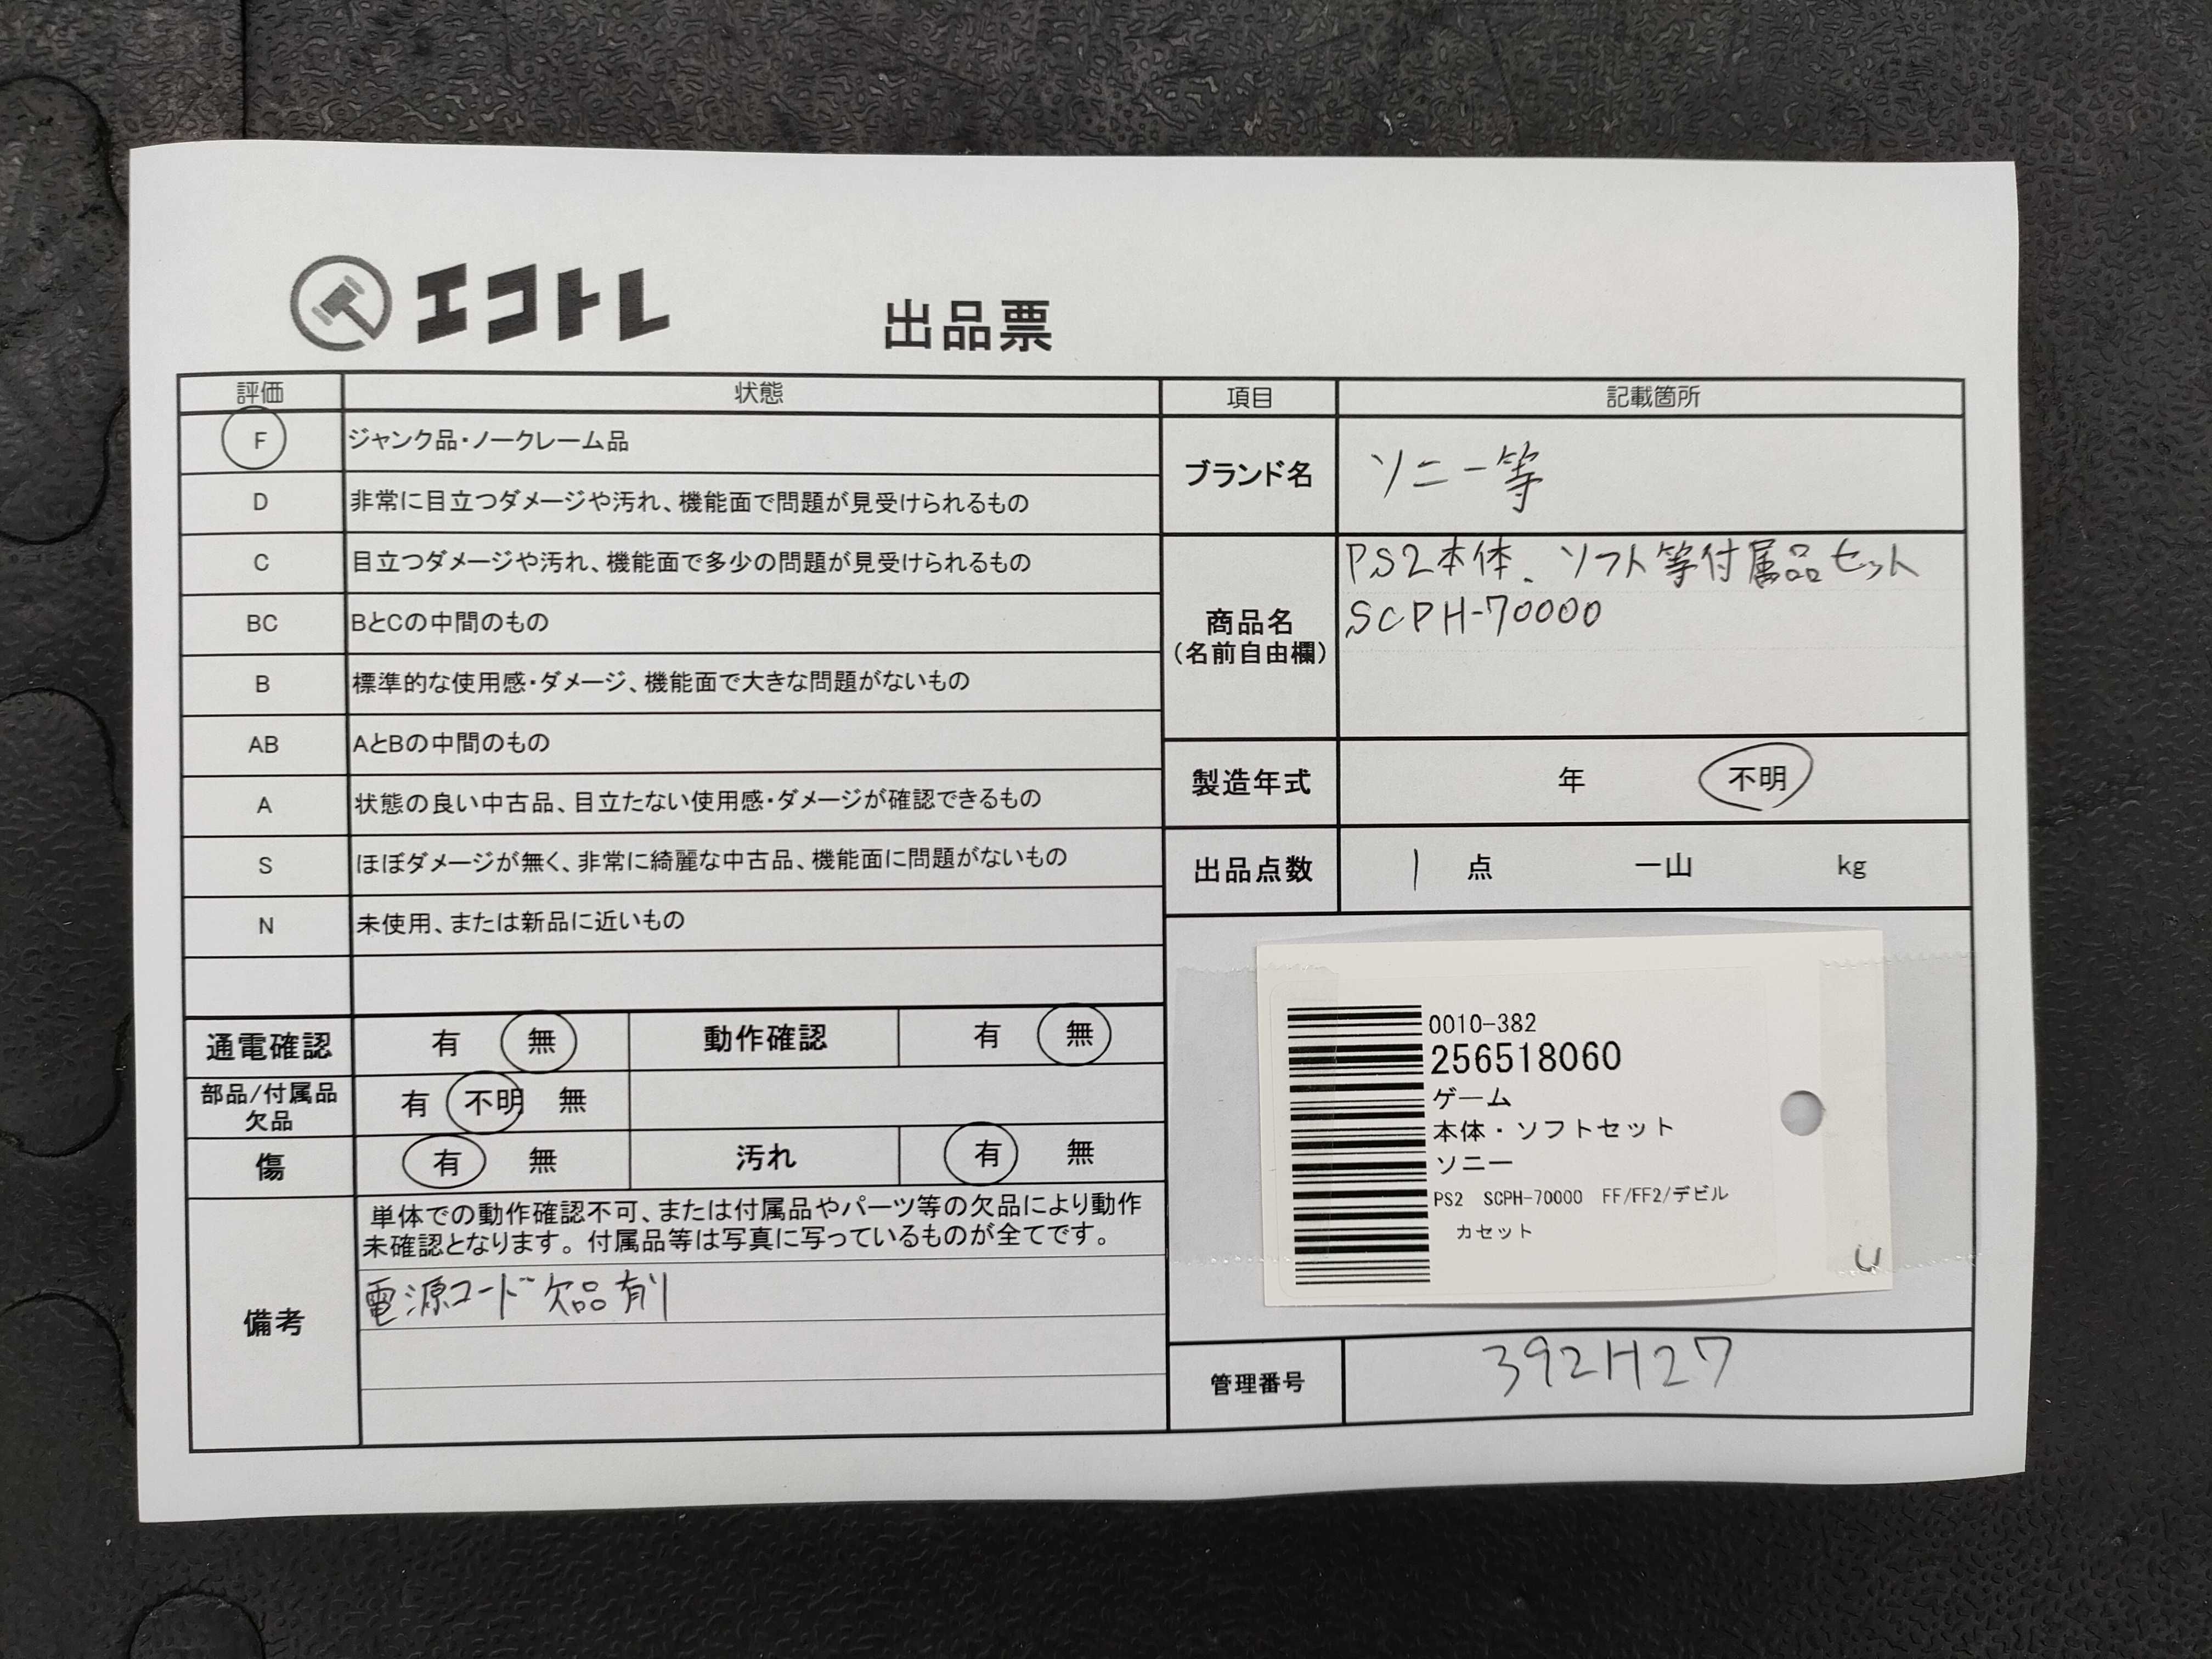 エコトレ
出品票
評価 状態
F ジャンク品・ノークレーム品
D 非常に目立つダメージや汚れ、機能面で問題が見受けられるもの
C 目立つダメージや汚れ、機能面で多少の問題が見受けられるもの
BC BとCの中間のもの
B 標準的な使用感・ダメージ、機能面で大きな問題がないもの
AB AとBの中間のもの
A 状態の良い中古品、目立たない使用感・ダメージが確認できるもの
S ほぼダメージが無く、非常に綺麗な中古品、機能面に問題がないもの
N 未使用、または新品に近いもの
通電確認 有 無 動作確認 有 無
部品/付属品
欠品 有 不明 無
傷 有 無 汚れ 有 無
備考
単体での動作確認不可、または付属品やパーツ等の欠品により動作
未確認となります。付属品等は写真に写っているものが全てです。
電源コード欠品有り
項目 記載箇所
ブランド名 ソニー等
商品名
(名前自由欄)
PS2本体、ソフト等付属品セット
SCPH-70000
製造年式 年 不明
出品点数 1 点 一山 kg
0010-382
256518060
ゲーム
本体・ソフトセット
ソニー
PS2 SCPH-70000 FF/FF2/デビル
カセット
U
管理番号 392H27